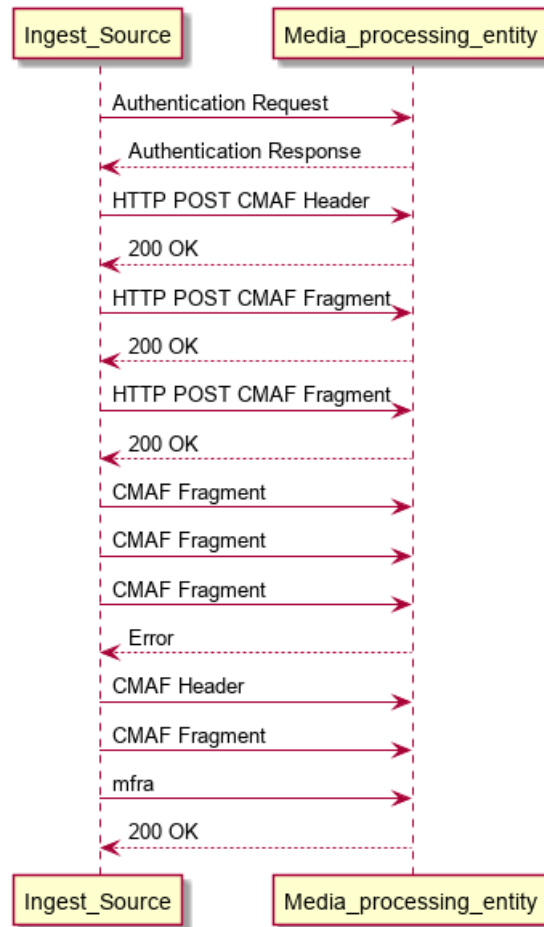 Ingest_Source Media_processing_entity
Authentication Request
Authentication Response
HTTP POST CMAF Header
200 OK
HTTP POST CMAF Fragment
200 OK
HTTP POST CMAF Fragment
200 OK
CMAF Fragment
CMAF Fragment
CMAF Fragment
Error
CMAF Header
CMAF Fragment
mfra
200 OK
Ingest_Source Media_processing_entity